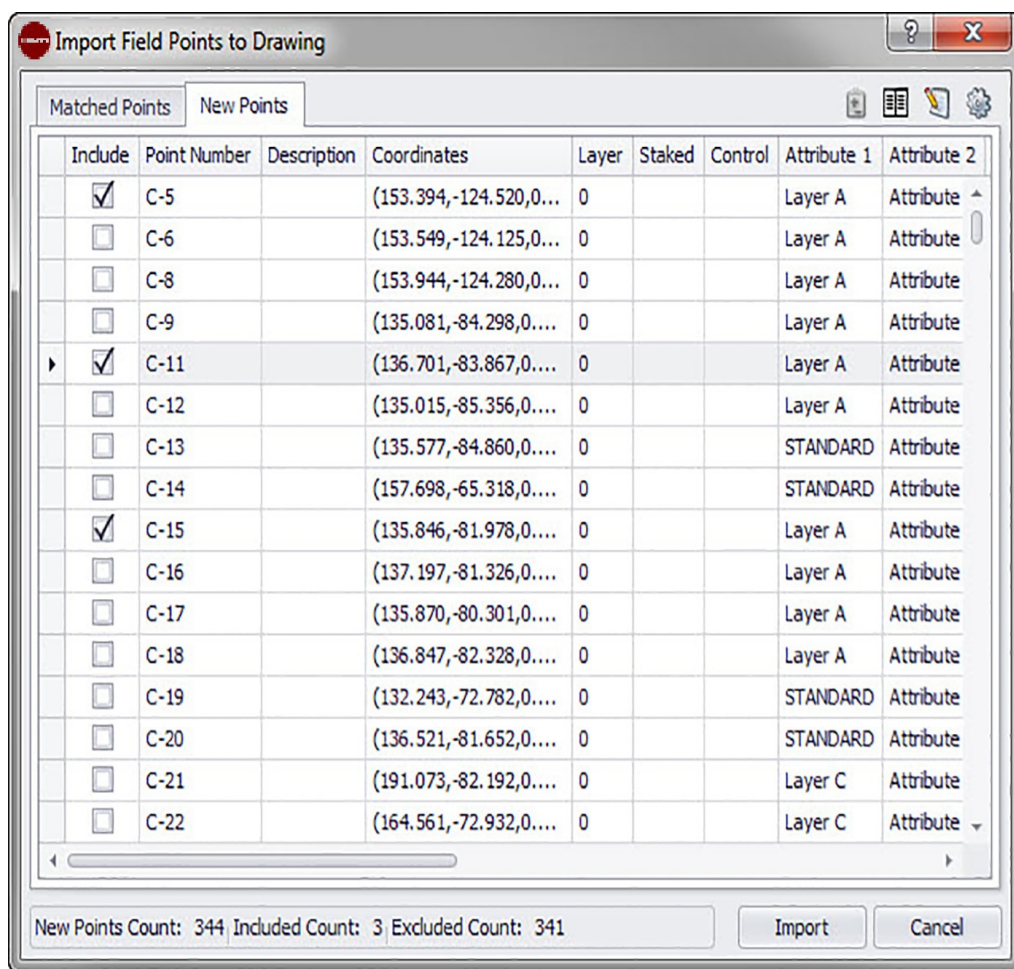 Import Field Points to Drawing
Matched Points New Points
Include Point Number Description Coordinates Layer Staked Control Attribute 1 Attribute 2
C-5 (153.394,-124.520,0... 0 Layer A Attribute
C-6 (153.549,-124.125,0... 0 Layer A Attribute
C-8 (153.944,-124.280,0... 0 Layer A Attribute
C-9 (135.081,-84.298,0.... 0 Layer A Attribute
C-11 (136.701,-83.867,0.... 0 Layer A Attribute
C-12 (135.015,-85.356,0.... 0 Layer A Attribute
C-13 (135.577,-84.860,0.... 0 STANDARD Attribute
C-14 (157.698,-65.318,0.... 0 STANDARD Attribute
C-15 (135.846,-81.978,0.... 0 Layer A Attribute
C-16 (137.197,-81.326,0.... 0 Layer A Attribute
C-17 (135.870,-80.301,0.... 0 Layer A Attribute
C-18 (136.847,-82.328,0.... 0 Layer A Attribute
C-19 (132.243,-72.782,0.... 0 STANDARD Attribute
C-20 (136.521,-81.652,0.... 0 STANDARD Attribute
C-21 (191.073,-82.192,0.... 0 Layer C Attribute
C-22 (164.561,-72.932,0.... 0 Layer C Attribute
New Points Count: 344 Included Count: 3 Excluded Count: 341 Import Cancel